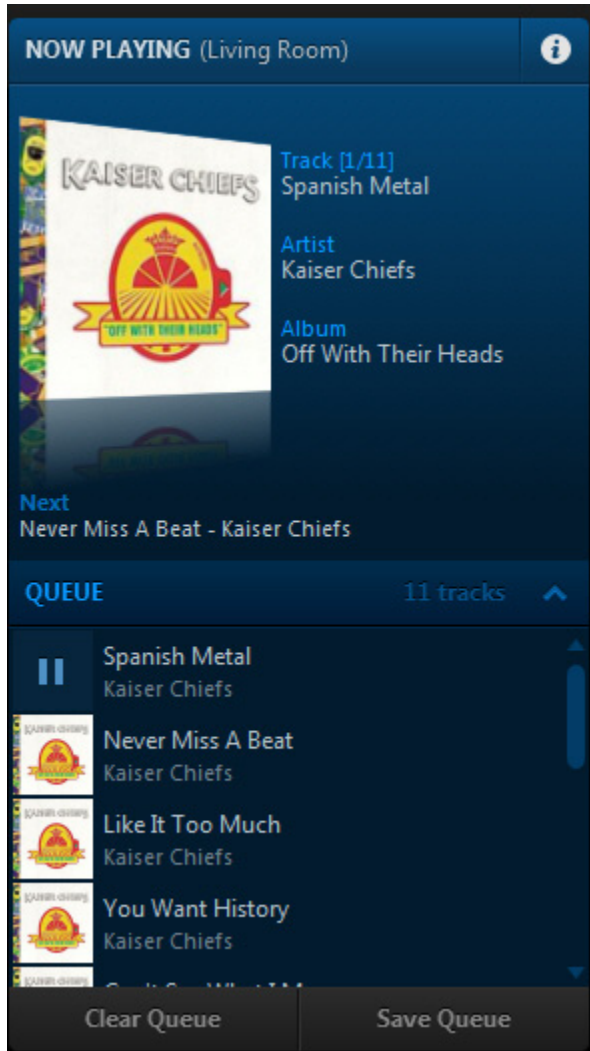 NOW PLAYING (Living Room)
KAISER CHIEFS
"OFF WITH THEIR HEADS"
Track [1/11]
Spanish Metal
Artist
Kaiser Chiefs
Album
Off With Their Heads
Next
Never Miss A Beat - Kaiser Chiefs
QUEUE 11 tracks
Spanish Metal
Kaiser Chiefs
Never Miss A Beat
Kaiser Chiefs
Like It Too Much
Kaiser Chiefs
You Want History
Kaiser Chiefs
Clear Queue Save Queue